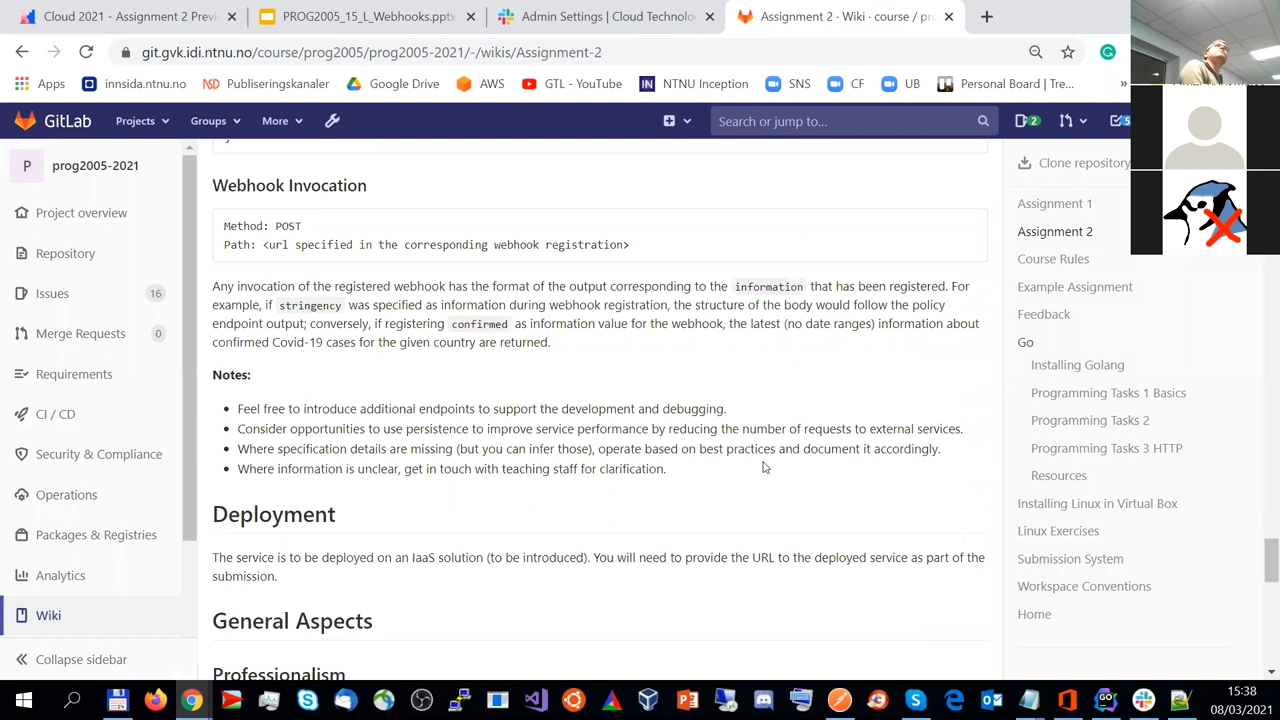 Cloud 2021 - Assignment 2 Previ
PROG2005_15_L_Webhooks.pptx
Admin Settings | Cloud Technolo
Assignment 2 · Wiki · course / pr
git.gvk.idi.ntnu.no/course/prog2005/prog2005-2021/-/wikis/Assignment-2
Apps
innsida.ntnu.no
Publiseringskanaler
Google Drive
AWS
GTL - YouTube
NTNU Inception
SNS
CF
UB
Personal Board | Tre...
»
GitLab
Projects
Groups
More
Search or jump to...
2
5
P
prog2005-2021
Project overview
Repository
Issues
16
Merge Requests
0
Requirements
CI / CD
Security & Compliance
Operations
Packages & Registries
Analytics
Wiki
Collapse sidebar
Webhook Invocation
Method: POST
Path: <url specified in the corresponding webhook registration>
Any invocation of the registered webhook has the format of the output corresponding to the information that has been registered. For
example, if stringency was specified as information during webhook registration, the structure of the body would follow the policy
endpoint output; conversely, if registering confirmed as information value for the webhook, the latest (no date ranges) information about
confirmed Covid-19 cases for the given country are returned.
Notes:
• Feel free to introduce additional endpoints to support the development and debugging.
• Consider opportunities to use persistence to improve service performance by reducing the number of requests to external services.
• Where specification details are missing (but you can infer those), operate based on best practices and document it accordingly.
• Where information is unclear, get in touch with teaching staff for clarification.
Deployment
The service is to be deployed on an IaaS solution (to be introduced). You will need to provide the URL to the deployed service as part of the
submission.
General Aspects
Professionalism
Clone repository
Assignment 1
Assignment 2
Course Rules
Example Assignment
Feedback
Go
Installing Golang
Programming Tasks 1 Basics
Programming Tasks 2
Programming Tasks 3 HTTP
Resources
Installing Linux in Virtual Box
Linux Exercises
Submission System
Workspace Conventions
Home
15:38
08/03/2021